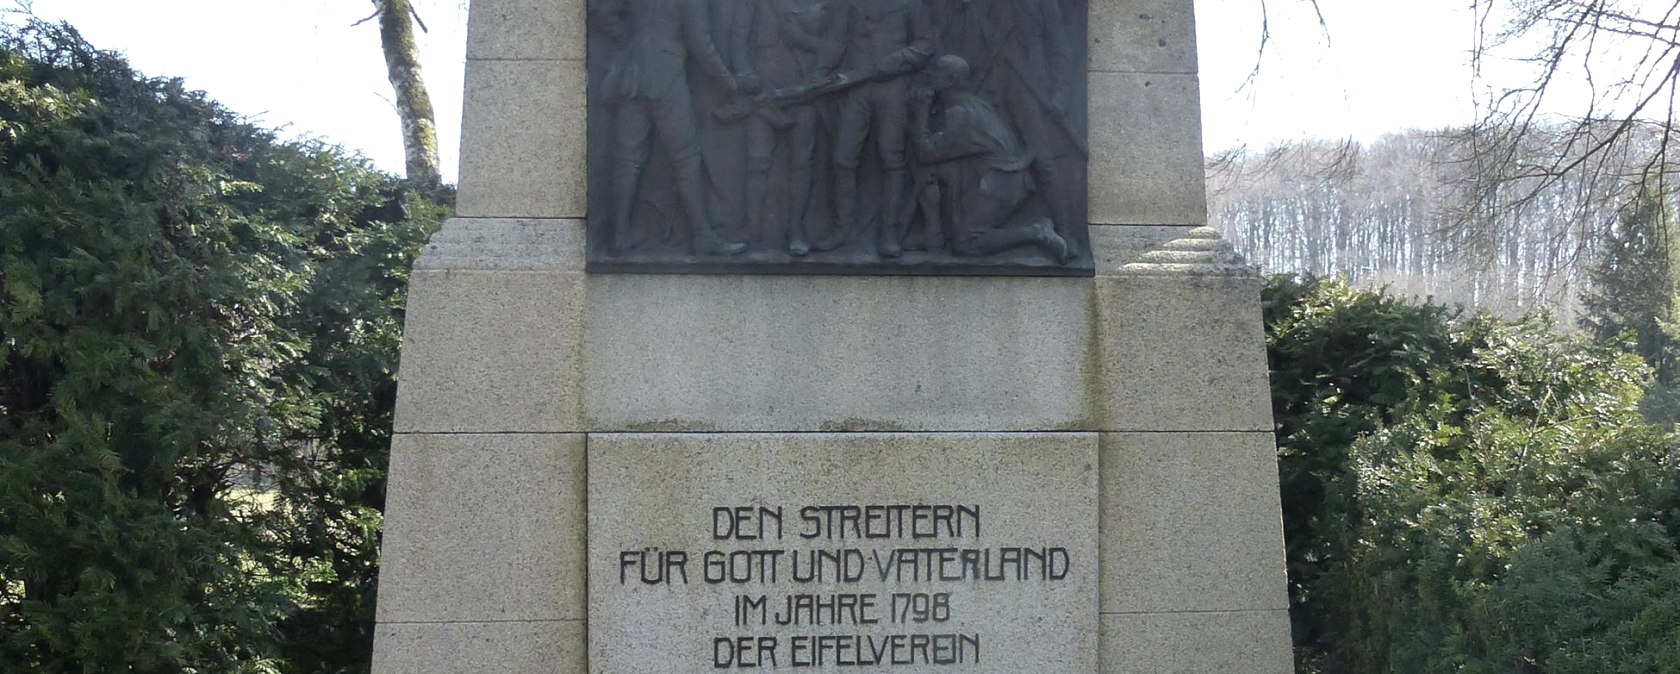 DEN STREITERN
FÜR GOTT UND VATERLAND
IM JAHRE 1798
DER EIFELVEREIN